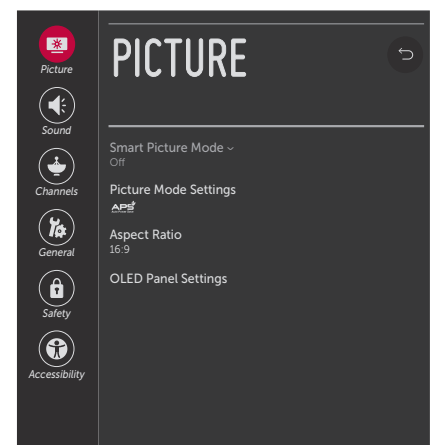 PICTURE
Picture
Sound
Channels
General
Safety
Accessibility
Smart Picture Mode
Off
Picture Mode Settings
APS
Aspect Ratio
16:9
OLED Panel Settings